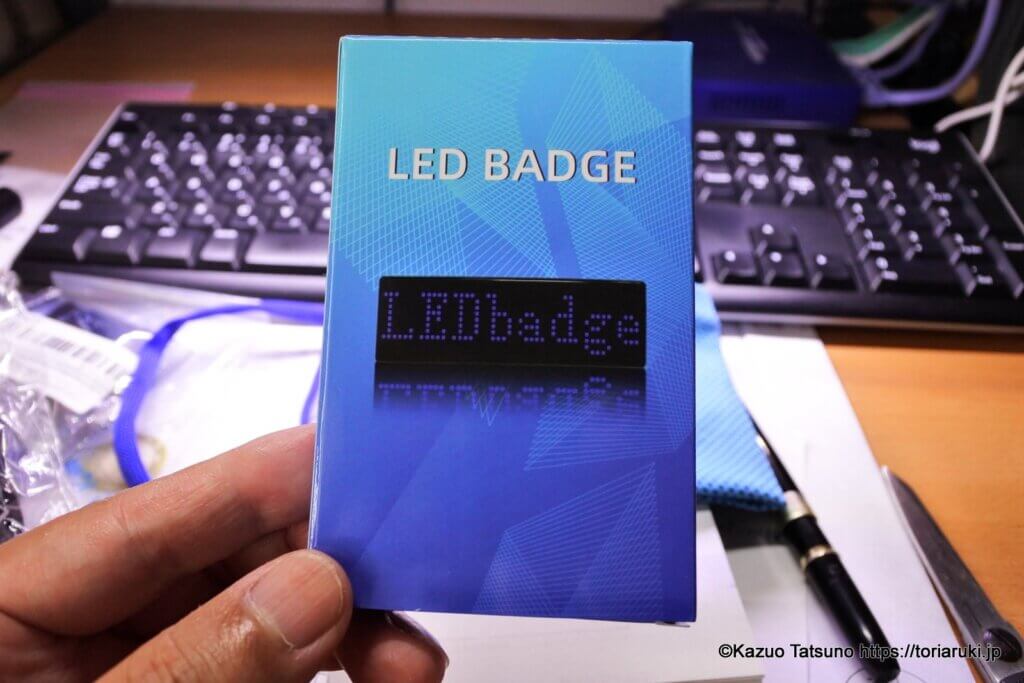 LED BADGE
LEDbadge
©Kazuo Tatsuno https://toriaruki.jp